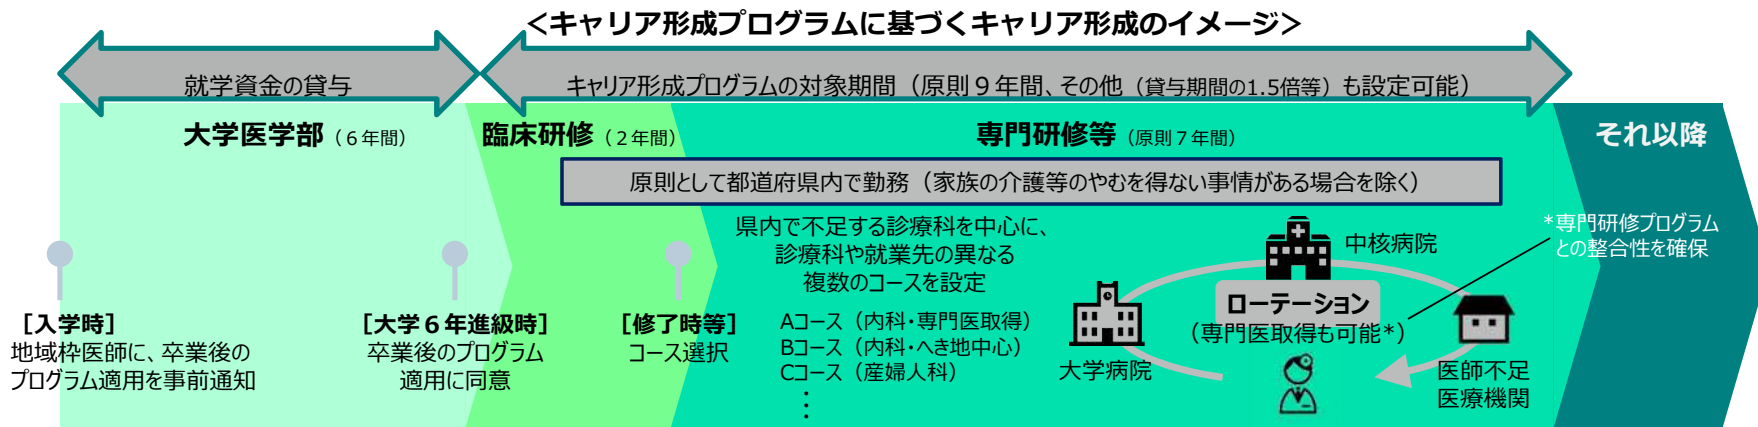 <キャリア形成プログラムに基づくキャリア形成のイメージ>
就学資金の貸与
キャリア形成プログラムの対象期間（原則９年間、その他（貸与期間の1.5倍等）も設定可能）
大学医学部（６年間）
臨床研修（２年間）
専門研修等（原則７年間）
それ以降
原則として都道府県内で勤務（家族の介護等のやむを得ない事情がある場合を除く）
［入学時］
地域枠医師に、卒業後の
プログラム適用を事前通知
［大学６年進級時］
卒業後のプログラム
適用に同意
［修了時等］
コース選択
県内で不足する診療科を中心に、
診療科や就業先の異なる
複数のコースを設定
Aコース（内科・専門医取得）
Bコース（内科・へき地中心）
Cコース（産婦人科）
⋮
中核病院
ローテーション
（専門医取得も可能*）
大学病院
医師不足
医療機関
*専門研修プログラム
との整合性を確保